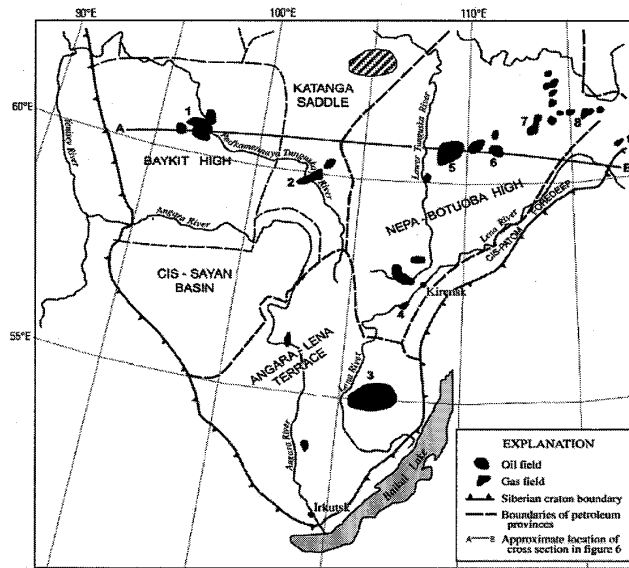 90°E
100°E
110°E
KATANGA
SADDLE
60°E
1
A
7
8
BAYKIT HIGH
Podkamennaya Tunguska
River
2
Lower Tunguska River
5
6
B
NEPA-BOTUOBA HIGH
Angara River
Lena River
CIS-PATOM
FOREDEEP
CIS - SAYAN
BASIN
4
Kirensk
55°E
ANGARA - LENA
TERRACE
Lena River
3
Angara River
Baikal Lake
Irkutsk
EXPLANATION
Oil field
Gas field
Siberian craton boundary
Boundaries of petroleum
provinces
A B Approximate location of
cross section in figure 6